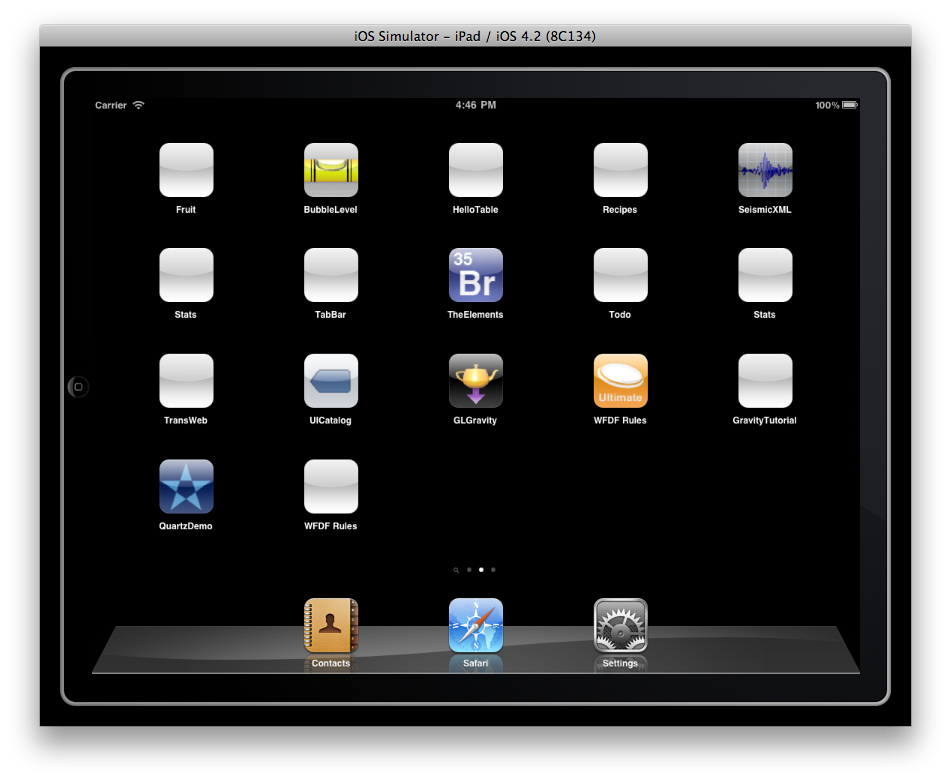 iOS Simulator – iPad / iOS 4.2 (8C134)
Carrier 4:46 PM 100%
Fruit BubbleLevel HelloTable Recipes SeismicXML
35
Br
Stats TabBar TheElements Todo Stats
Ultimate
TransWeb UICatalog GLGravity WFDF Rules GravityTutorial
QuartzDemo WFDF Rules
N
Contacts Safari Settings